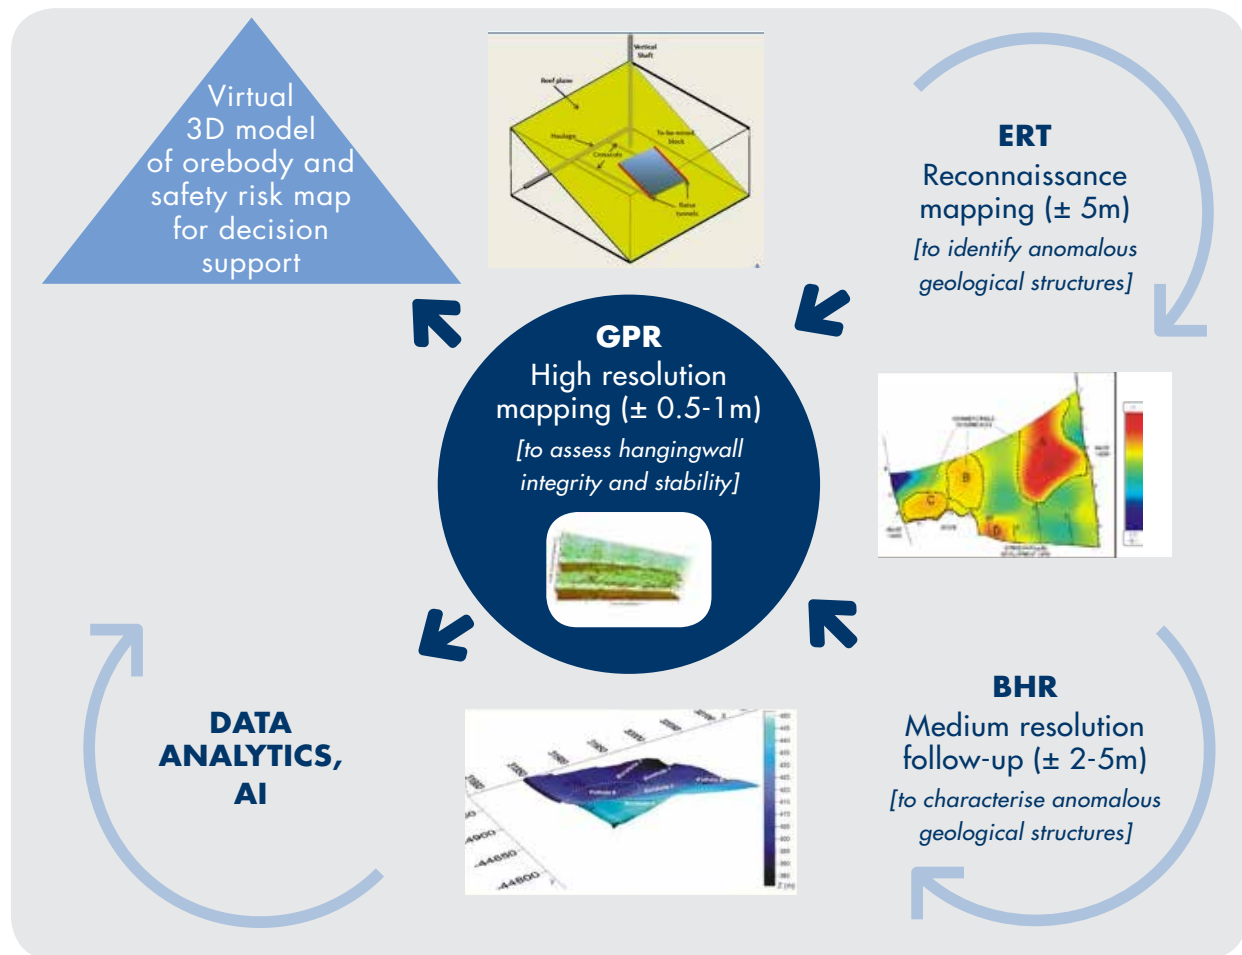 Virtual
3D model
of orebody and
safety risk map
for decision
support
Vertical
Shaft
Reef plane
Haulage
Crosscuts
To-be-mined
block
Raise
tunnels
ERT
Reconnaissance
mapping (± 5m)
[to identify anomalous
geological structures]
GPR
High resolution
mapping (± 0.5-1m)
[to assess hangingwall
integrity and stability]
A
B
C
D
BHR
Medium resolution
follow-up (± 2-5m)
[to characterise anomalous
geological structures]
DATA
ANALYTICS,
AI
-44850
-44800
Z (m)